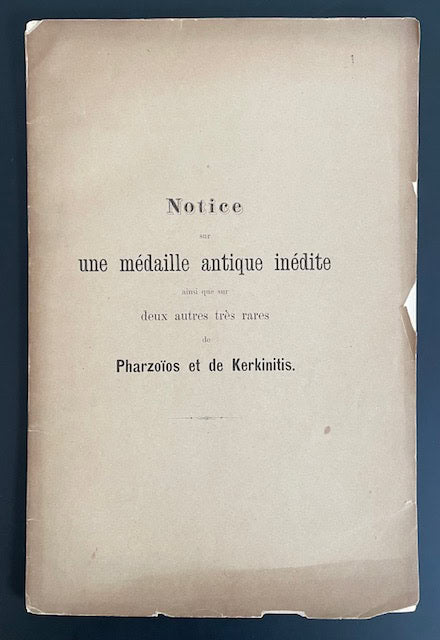 Notice
sur
une médaille antique inédite
ainsi que sur
deux autres très rares
de
Pharzoïos et de Kerkinitis.